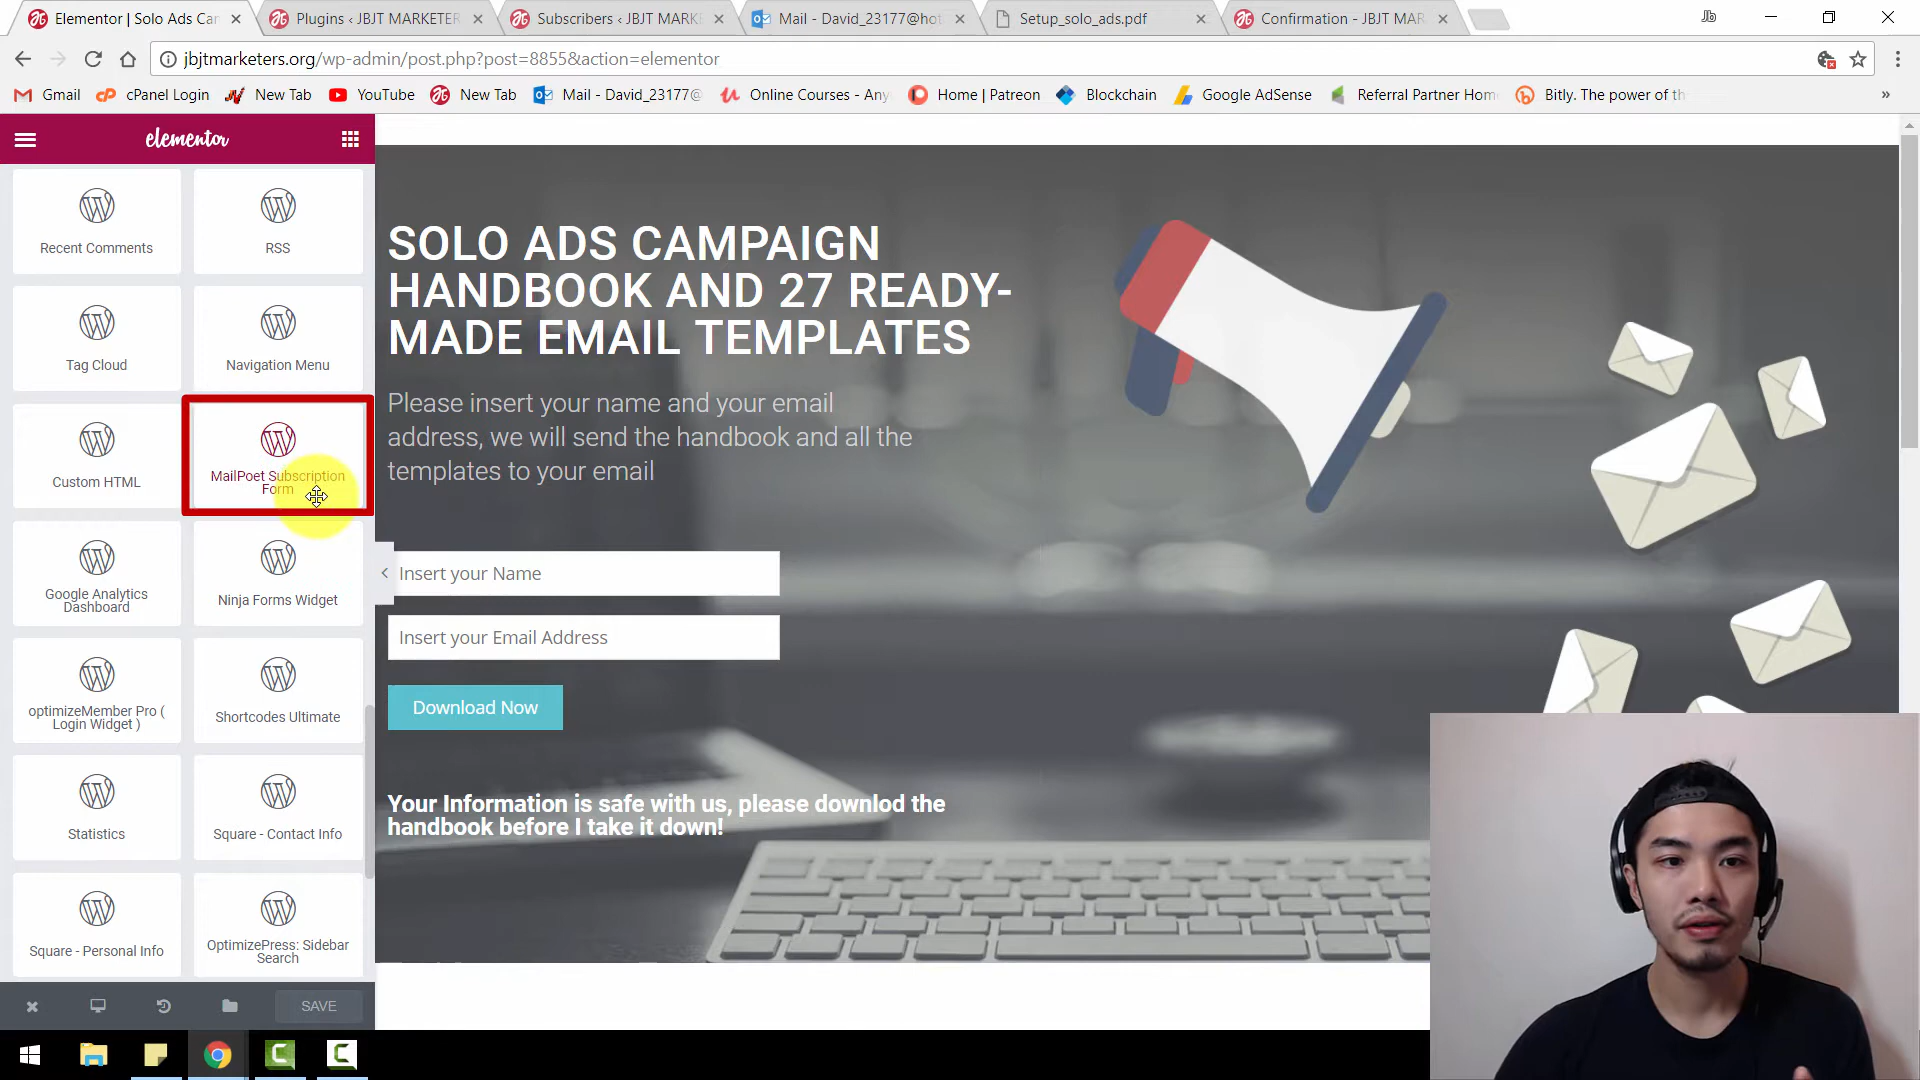 Elementor | Solo Ads Car
Plugins ‹ JBJT MARKETER
Subscribers ‹ JBJT MARK
Mail - David_23177@hot
Setup_solo_ads.pdf
Confirmation - JBJT MAR
Jb
jbjtmarketers.org/wp-admin/post.php?post=8855&action=elementor
Gmail
cPanel Login
New Tab
YouTube
New Tab
Mail - David_23177@
Online Courses - Any
Home | Patreon
Blockchain
Google AdSense
Referral Partner Hom
Bitly. The power of th
»
elementor
Recent Comments
RSS
Tag Cloud
Navigation Menu
Custom HTML
MailPoet Subscription
Form
Google Analytics
Dashboard
Ninja Forms Widget
optimizeMember Pro (
Login Widget )
Shortcodes Ultimate
Statistics
Square - Contact Info
Square - Personal Info
OptimizePress: Sidebar
Search
SAVE
SOLO ADS CAMPAIGN
HANDBOOK AND 27 READY-
MADE EMAIL TEMPLATES
Please insert your name and your email
address, we will send the handbook and all the
templates to your email
Insert your Name
Insert your Email Address
Download Now
Your Information is safe with us, please downlod the
handbook before I take it down!